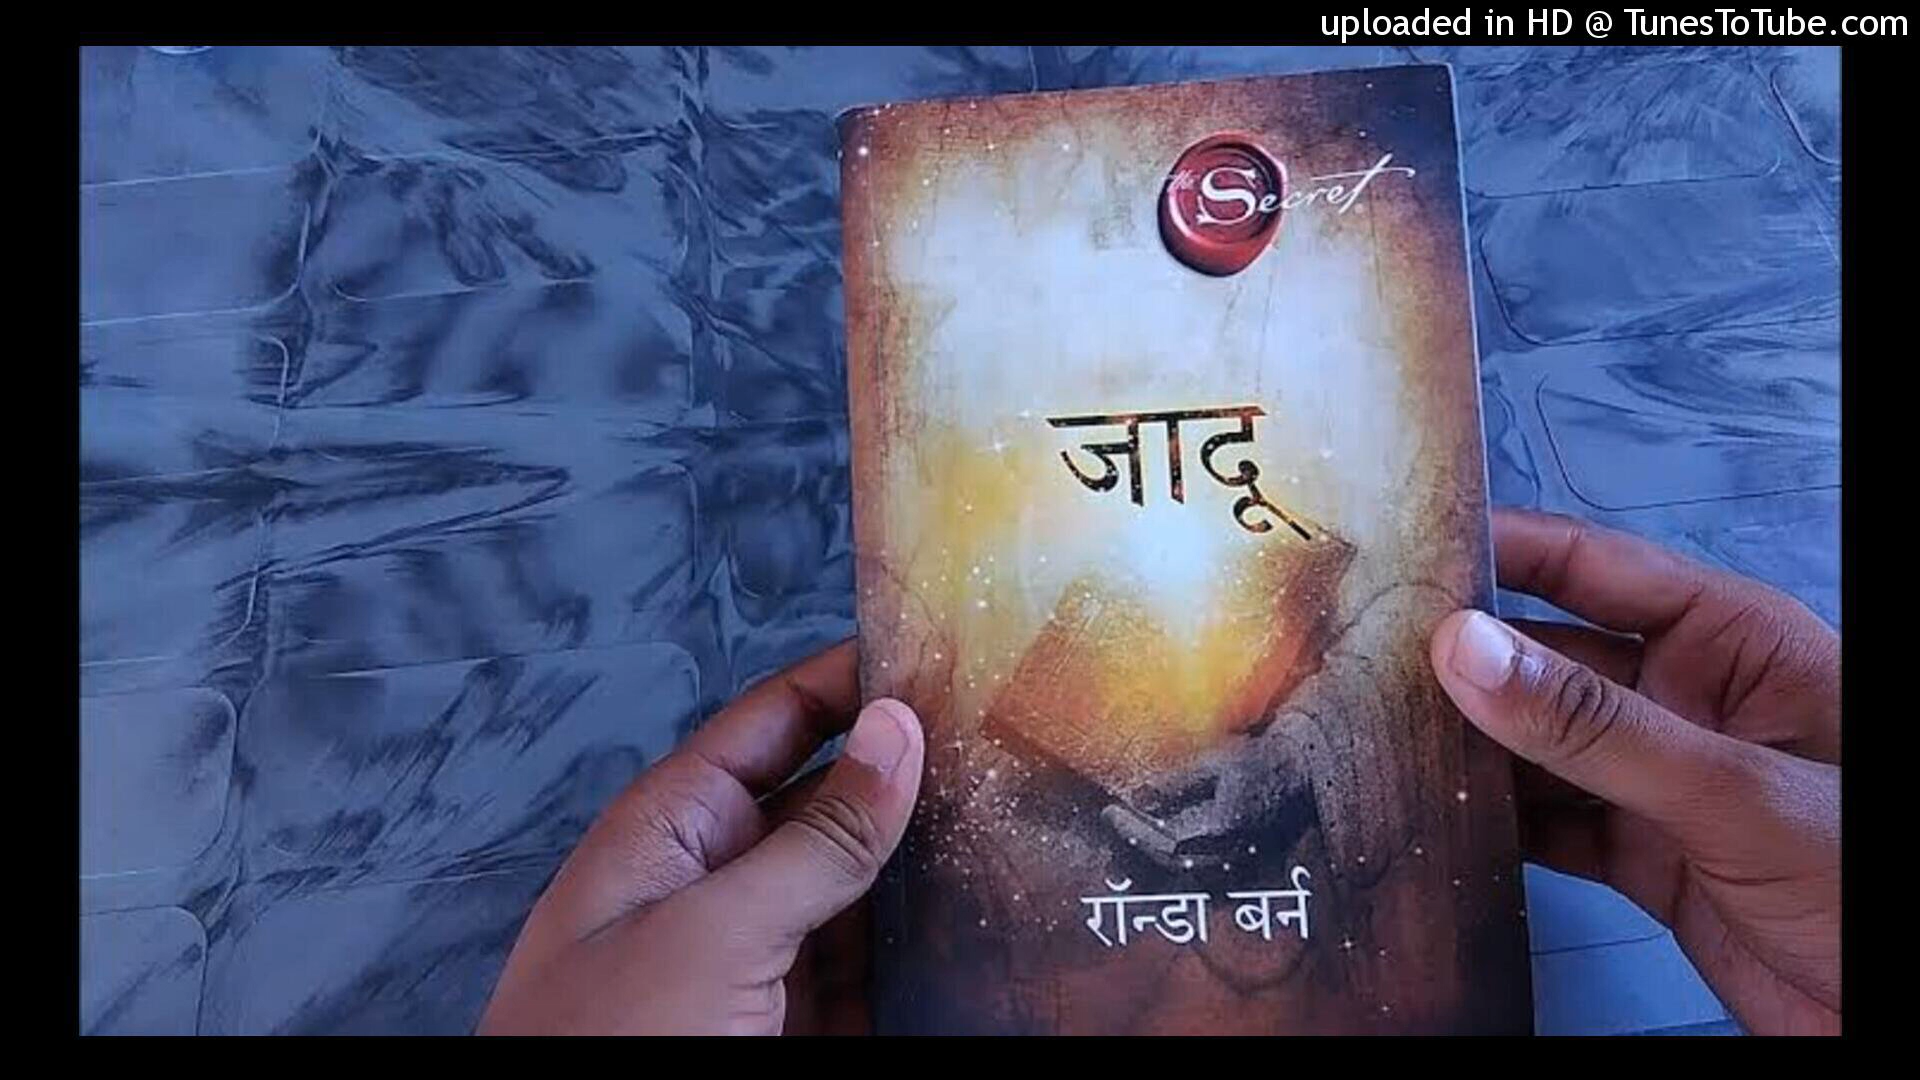 uploaded in HD @ TunesToTube.com
the Secret
जादू
रॉन्डा बर्न